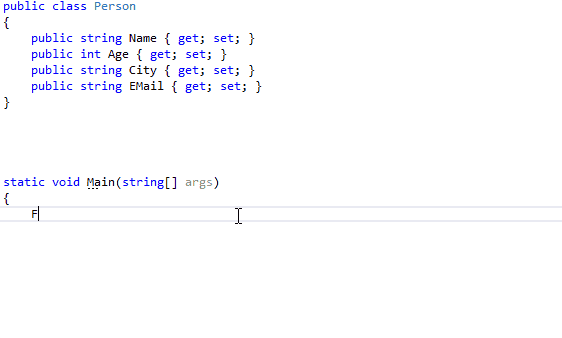 public class Person
{
    public string Name { get; set; }
    public int Age { get; set; }
    public string City { get; set; }
    public string EMail { get; set; }
}
static void Main(string[] args)
{
    F